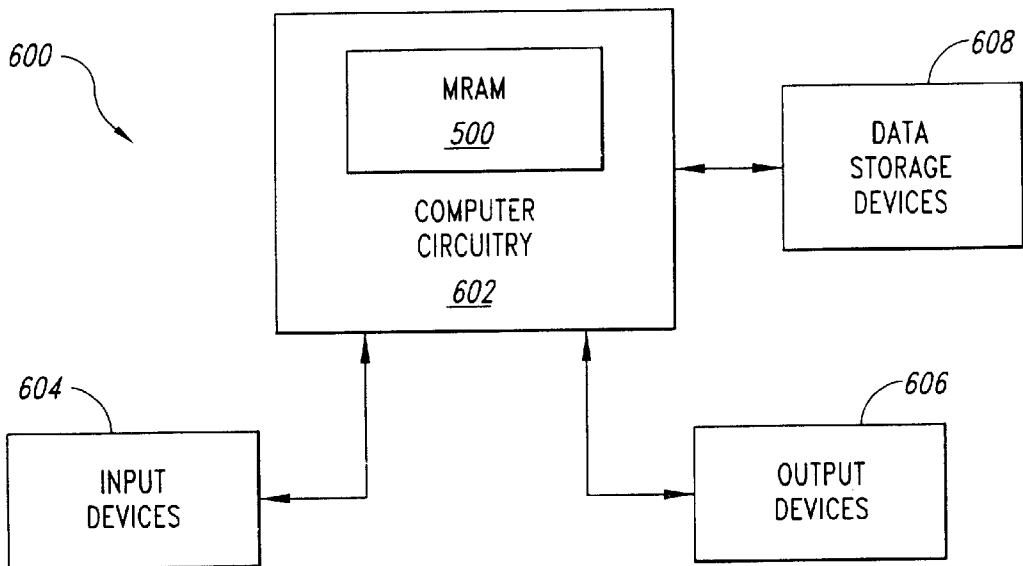 600
MRAM
500
COMPUTER
CIRCUITRY
602
608
DATA
STORAGE
DEVICES
604
INPUT
DEVICES
606
OUTPUT
DEVICES